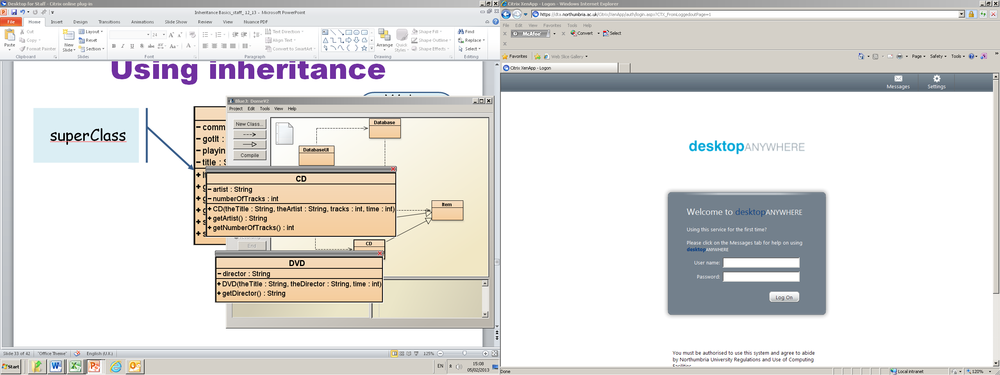 Desktop for Staff - Citrix online plug-in
Inheritance Basics_staff_ 12_13 - Microsoft PowerPoint
File Home Insert Design Transitions Animations Slide Show Review View Nuance PDF
Paste
Cut
Copy
Format Painter
Clipboard
New Slide
Layout
Reset
Section
Slides
24
B I U S abc AV Aa A
Font
Text Direction
Align Text
Convert to SmartArt
Paragraph
Arrange
Quick Styles
Shape Fill
Shape Outline
Shape Effects
Drawing
Find
Replace
Select
Editing
Using inheritance
superClass
– comm
– gotIt :
– playin
– title : S
+ It
+ g
+ g
+ g
+ s
+ s
BlueJ: DomeV2
Project Edit Tools View Help
New Class...
Compile
Database
DatabaseUI
Item
CD
recording
End
CD
– artist : String
– numberOfTracks : int
+ CD(theTitle : String, theArtist : String, tracks : int, time : int)
+ getArtist() : String
+ getNumberOfTracks() : int
DVD
– director : String
+ DVD(theTitle : String, theDirector : String, time : int)
+ getDirector() : String
Slide 33 of 42 "Office Theme" English (U.K.) 125%
Start
EN
15:08
05/02/2013
Citrix XenApp - Logon - Windows Internet Explorer
https://dta.northumbria.ac.uk/Citrix/XenApp/auth/login.aspx?CTX_FromLoggedoutPage=1
File Edit View Favorites Tools Help
x McAfee x Convert Select
x
Favorites Web Slice Gallery Page Safety Tools
Citrix XenApp - Logon
Messages Settings
desktopANYWHERE
Welcome to desktopANYWHERE
Using this service for the first time?
Please click on the Messages tab for help on using
desktopANYWHERE
User name:
Password:
Log On
You must be authorised to use this system and agree to abide
by Northumbria University Regulations and Use of Computing
Facilities
Done Local intranet 120%